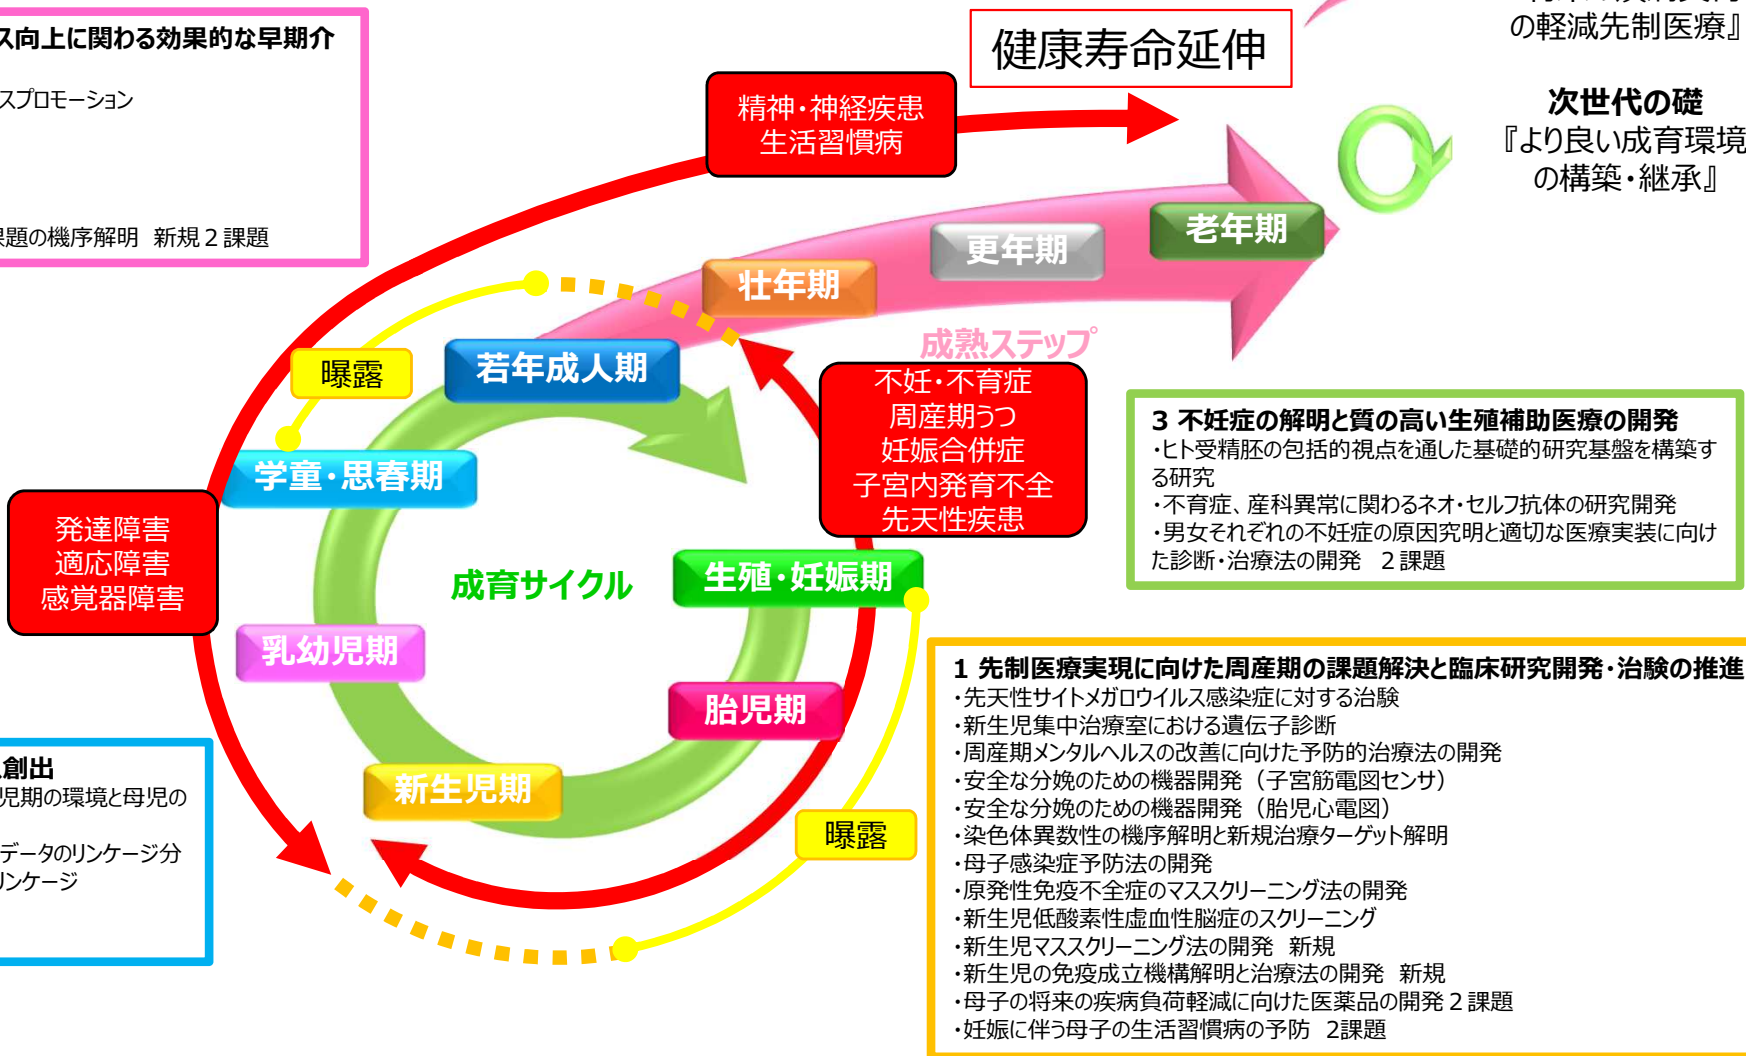 ス向上に関わる効果的な早期介
スプロモーション
課題の機序解明 新規２課題
健康寿命延伸
の軽減先制医療』
次世代の礎
『より良い成育環境
の構築・継承』
精神・神経疾患
生活習慣病
老年期
更年期
壮年期
成熟ステップ
若年成人期
曝露
学童・思春期
不妊・不育症
周産期うつ
妊娠合併症
子宮内発育不全
先天性疾患
発達障害
適応障害
感覚器障害
成育サイクル
生殖・妊娠期
乳幼児期
胎児期
新生児期
曝露
3 不妊症の解明と質の高い生殖補助医療の開発
・ヒト受精胚の包括的視点を通した基礎的研究基盤を構築す
る研究
・不育症、産科異常に関わるネオ・セルフ抗体の研究開発
・男女それぞれの不妊症の原因究明と適切な医療実装に向け
た診断・治療法の開発 ２課題
1 先制医療実現に向けた周産期の課題解決と臨床研究開発・治験の推進
・先天性サイトメガロウイルス感染症に対する治験
・新生児集中治療室における遺伝子診断
・周産期メンタルヘルスの改善に向けた予防的治療法の開発
・安全な分娩のための機器開発（子宮筋電図センサ）
・安全な分娩のための機器開発（胎児心電図）
・染色体異数性の機序解明と新規治療ターゲット解明
・母子感染症予防法の開発
・原発性免疫不全症のマススクリーニング法の開発
・新生児低酸素性虚血性脳症のスクリーニング
・新生児マススクリーニング法の開発 新規
・新生児の免疫成立機構解明と治療法の開発 新規
・母子の将来の疾病負荷軽減に向けた医薬品の開発２課題
・妊娠に伴う母子の生活習慣病の予防 2課題
創出
児期の環境と母児の
データのリンケージ分
リンケージ